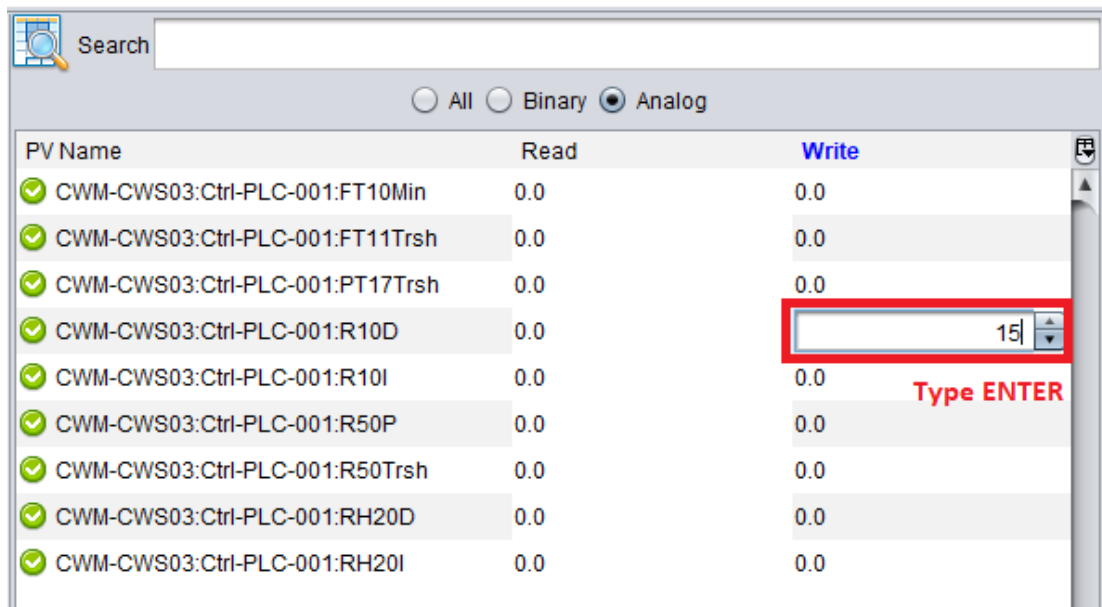 Search
All Binary Analog
PV Name Read Write
CWM-CWS03:Ctrl-PLC-001:FT10Min 0.0 0.0
CWM-CWS03:Ctrl-PLC-001:FT11Trsh 0.0 0.0
CWM-CWS03:Ctrl-PLC-001:PT17Trsh 0.0 0.0
CWM-CWS03:Ctrl-PLC-001:R10D 0.0 15
CWM-CWS03:Ctrl-PLC-001:R10I 0.0 0.0
Type ENTER
CWM-CWS03:Ctrl-PLC-001:R50P 0.0 0.0
CWM-CWS03:Ctrl-PLC-001:R50Trsh 0.0 0.0
CWM-CWS03:Ctrl-PLC-001:RH20D 0.0 0.0
CWM-CWS03:Ctrl-PLC-001:RH20I 0.0 0.0